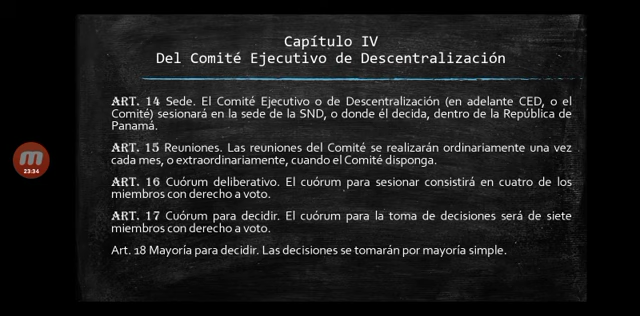 Capítulo IV
Del Comité Ejecutivo de Descentralización
ART. 14 Sede. El Comité Ejecutivo o de Descentralización (en adelante CED, o el
Comité) sesionará en la sede de la SND, o donde él decida, dentro de la República de
Panamá.
ART. 15 Reuniones. Las reuniones del Comité se realizarán ordinariamente una vez
cada mes, o extraordinariamente, cuando el Comité disponga.
ART. 16 Cuórum deliberativo. El cuórum para sesionar consistirá en cuatro de los
miembros con derecho a voto.
ART. 17 Cuórum para decidir. El cuórum para la toma de decisiones será de siete
miembros con derecho a voto.
Art. 18 Mayoría para decidir. Las decisiones se tomarán por mayoría simple.
23:34